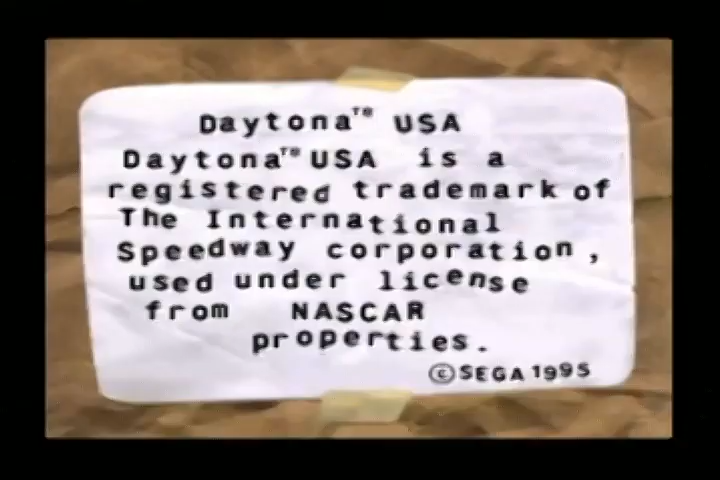 Daytona™ USA
Daytona™ USA is a
registered trademark of
The International
Speedway corporation,
used under license
from NASCAR
properties.
©SEGA 1995